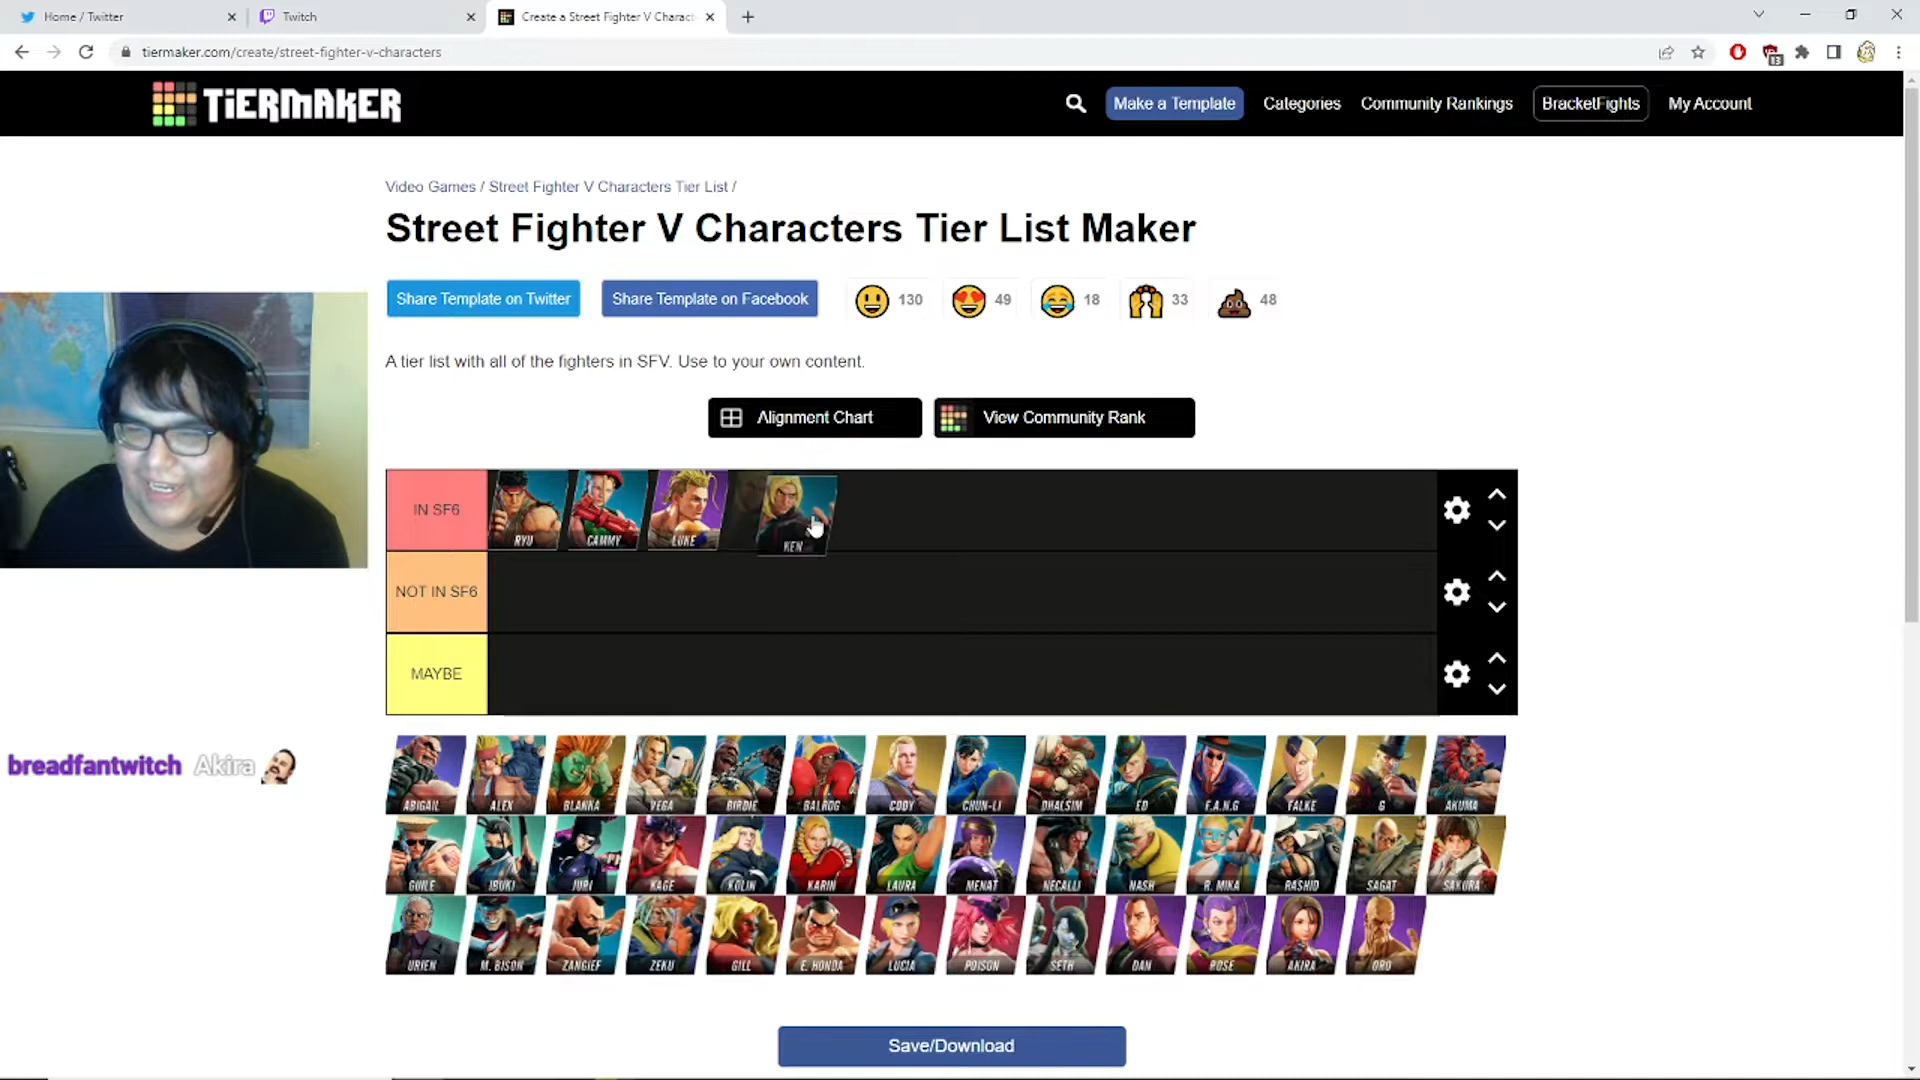 Home / Twitter
Twitch
Create a Street Fighter V Charact
tiermaker.com/create/street-fighter-v-characters
13
TiERMAKER
Make a Template
Categories
Community Rankings
BracketFights
My Account
Video Games / Street Fighter V Characters Tier List /
Street Fighter V Characters Tier List Maker
Share Template on Twitter
Share Template on Facebook
130
49
18
33
48
A tier list with all of the fighters in SFV. Use to your own content.
Alignment Chart
View Community Rank
IN SF6
RYU
CAMMY
LUKE
KEN
NOT IN SF6
MAYBE
breadfantwitch Akira
ABIGAIL ALEX BLANKA VEGA BIRDIE BALROG CODY CHUN-LI DHALSIM ED F.A.N.G FALKE G AKUMA
GUILE IBUKI JURI KAGE KOLIN KARIN LAURA MENAT NECALLI NASH R. MIKA RASHID SAGAT SAKURA
URIEN M. BISON ZANGIEF ZEKU GILL E. HONDA LUCIA POISON SETH DAN ROSE AKIRA ORO
Save/Download